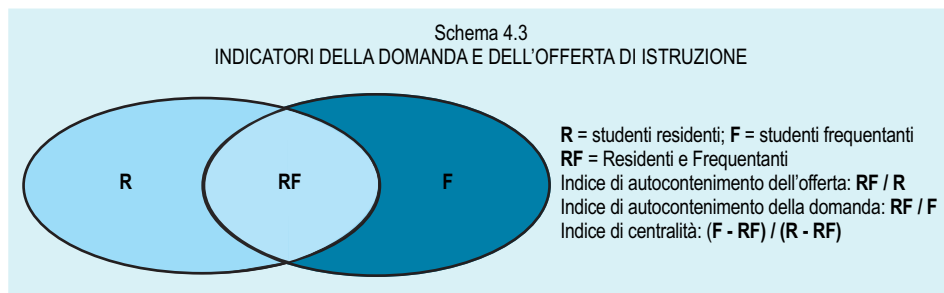 Schema 4.3
INDICATORI DELLA DOMANDA E DELL'OFFERTA DI ISTRUZIONE
R
RF
F
R = studenti residenti; F = studenti frequentanti
RF = Residenti e Frequentanti
Indice di autocontenimento dell'offerta: RF / R
Indice di autocontenimento della domanda: RF / F
Indice di centralità: (F - RF) / (R - RF)